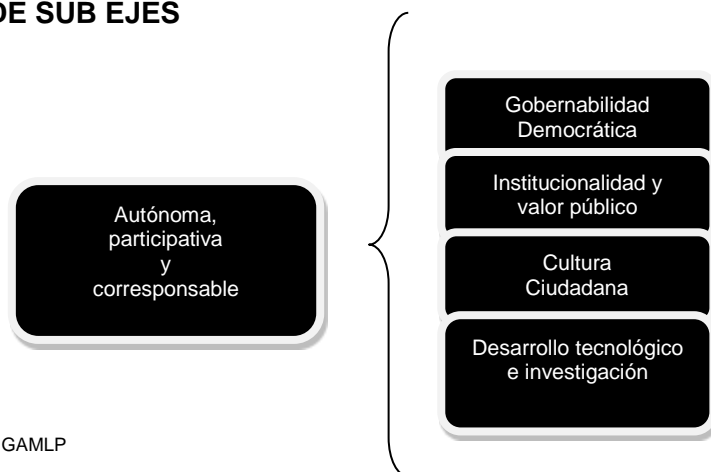 DE SUB EJES
Autónoma,
participativa
y
corresponsable
Gobernabilidad
Democrática
Institucionalidad y
valor público
Cultura
Ciudadana
Desarrollo tecnológico
e investigación
GAMLP